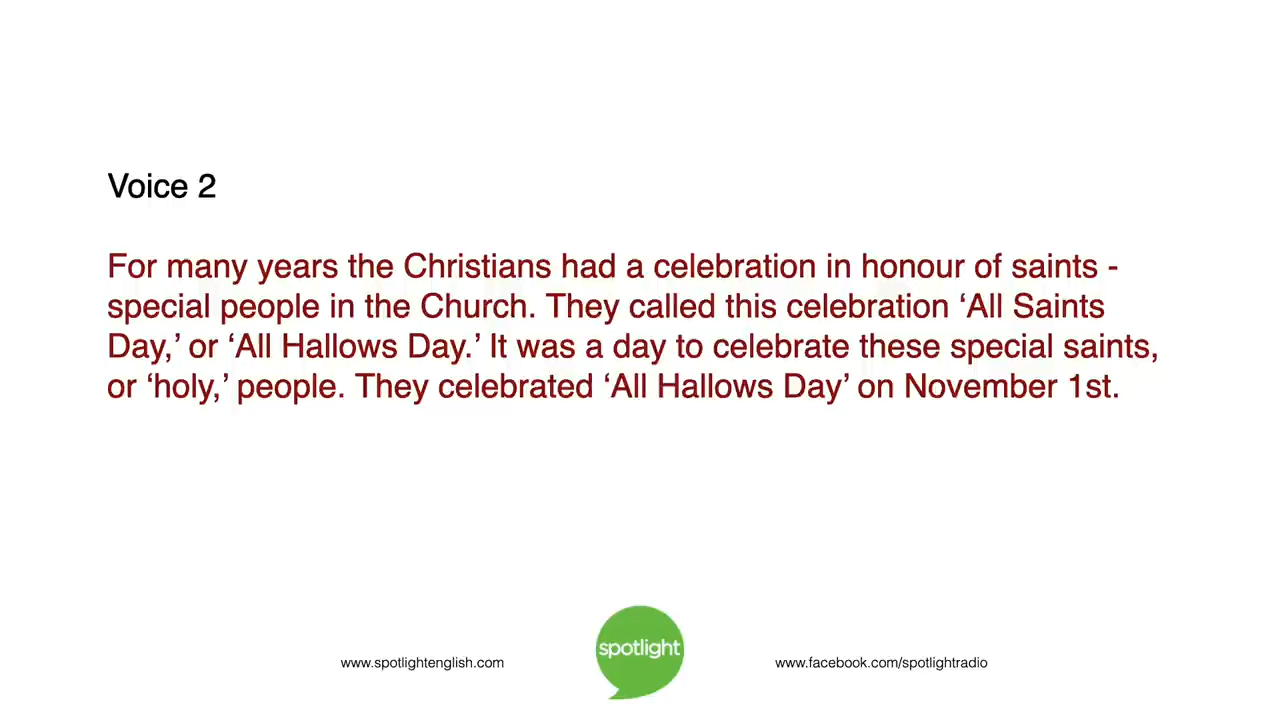 Voice 2
For many years the Christians had a celebration in honour of saints -
special people in the Church. They called this celebration ‘All Saints
Day,’ or ‘All Hallows Day.’ It was a day to celebrate these special saints,
or ‘holy,’ people. They celebrated ‘All Hallows Day’ on November 1st.
spotlight
www.spotlightenglish.com
www.facebook.com/spotlightradio